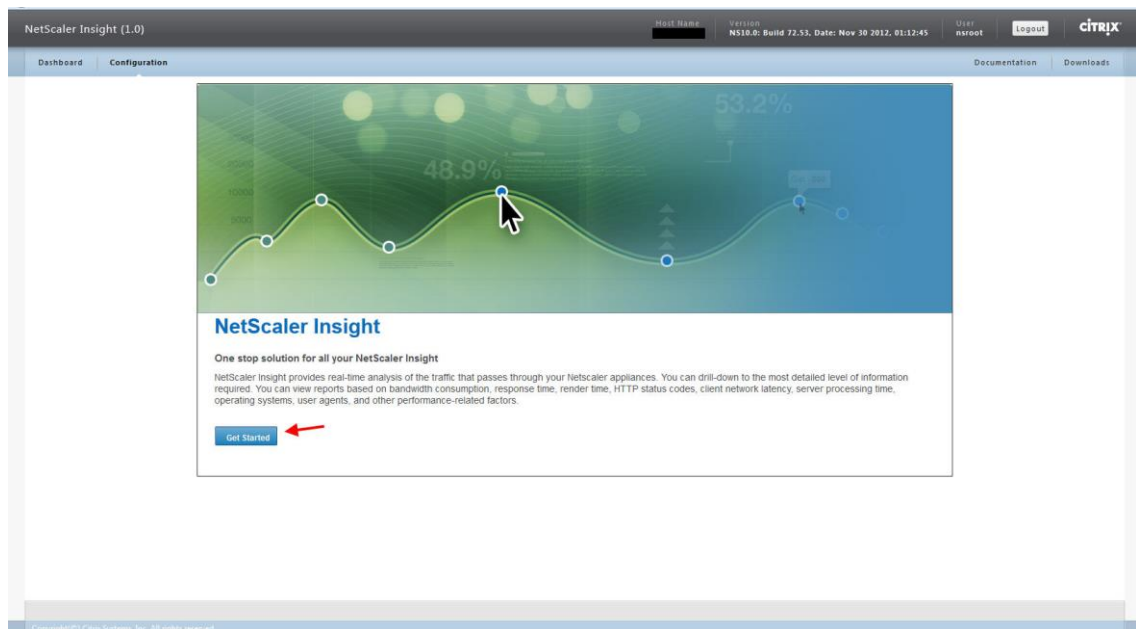 NetScaler Insight (1.0)
Host Name
Version
NS10.0: Build 72.53, Date: Nov 30 2012, 01:12:45
User
nsroot
Logout
CİTRIX
Dashboard
Configuration
Documentation
Downloads
53.2%
48.9%
10000
NetScaler Insight
One stop solution for all your NetScaler Insight
NetScaler Insight provides real-time analysis of the traffic that passes through your Netscaler appliances. You can drill-down to the most detailed level of information
required. You can view reports based on bandwidth consumption, response time, render time, HTTP status codes, client network latency, server processing time,
operating systems, user agents, and other performance-related factors.
Get Started